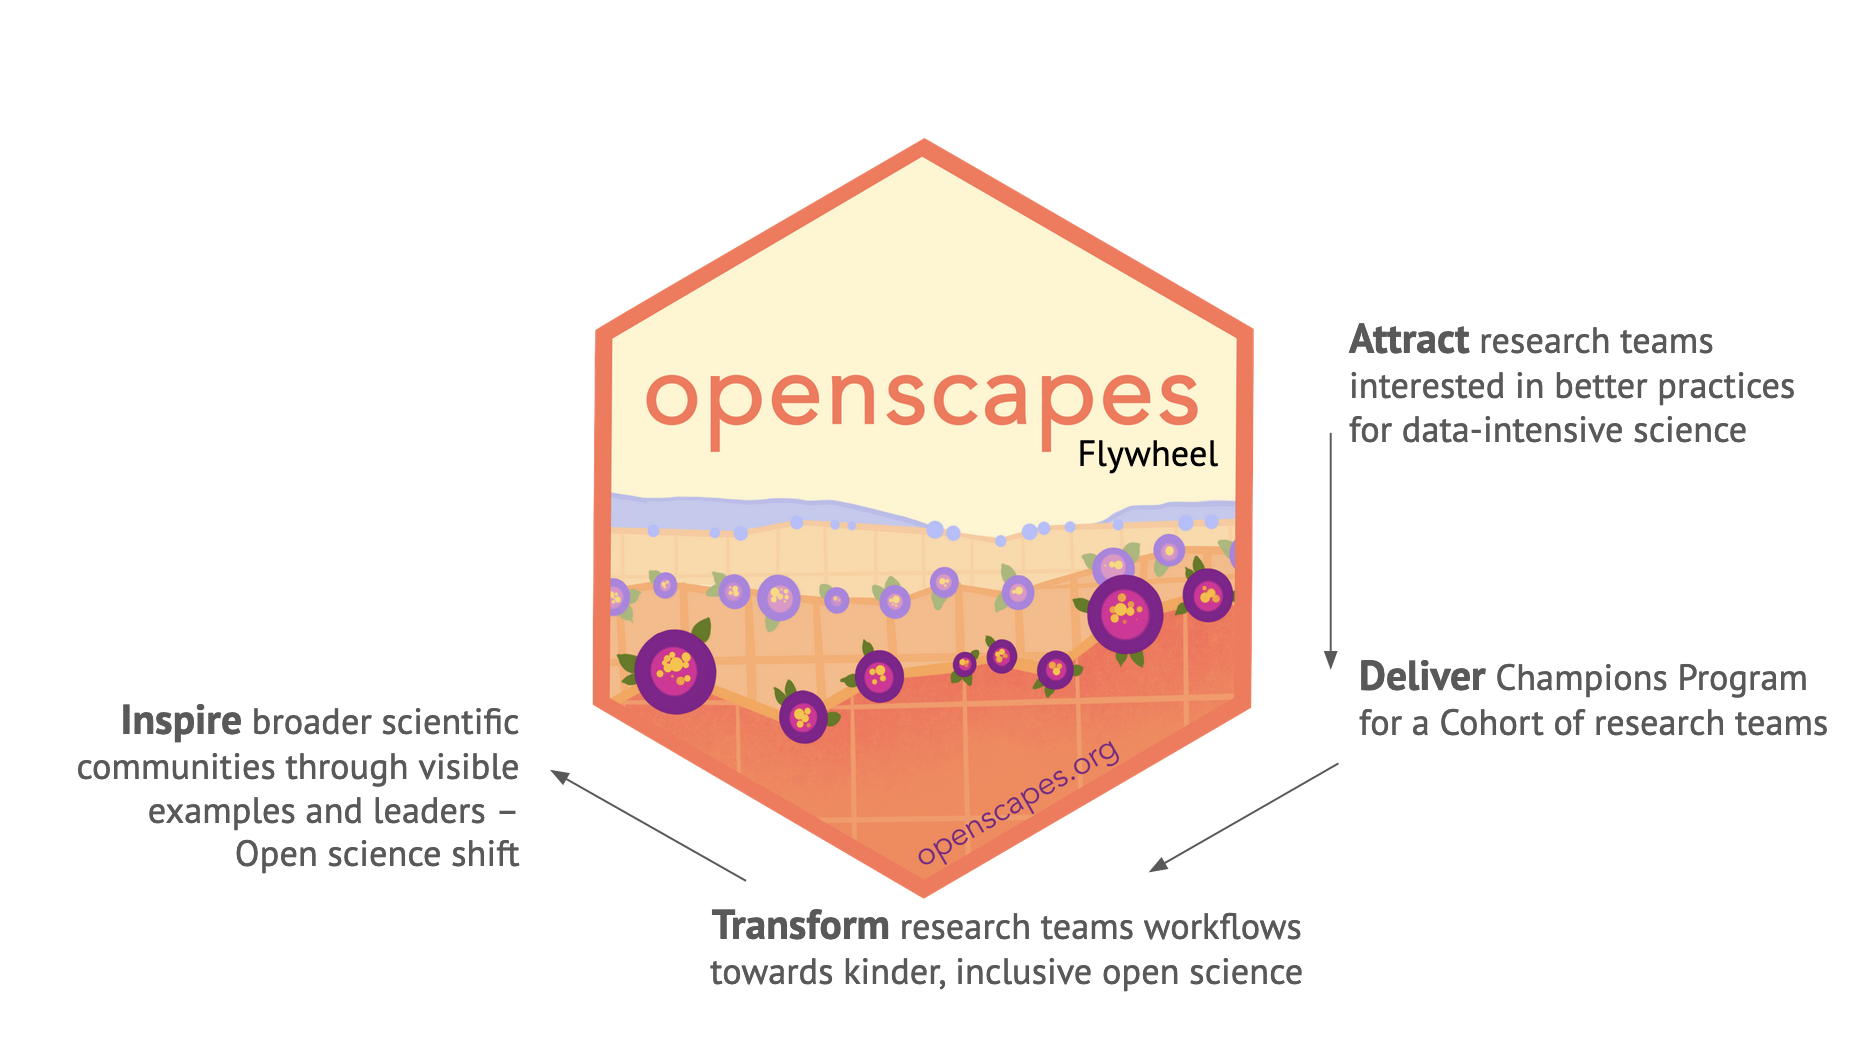 openscapes
Flywheel
Attract research teams
interested in better practices
for data-intensive science
Deliver Champions Program
for a Cohort of research teams
Transform research teams workflows
towards kinder, inclusive open science
Inspire broader scientific
communities through visible
examples and leaders –
Open science shift
openscapes.org